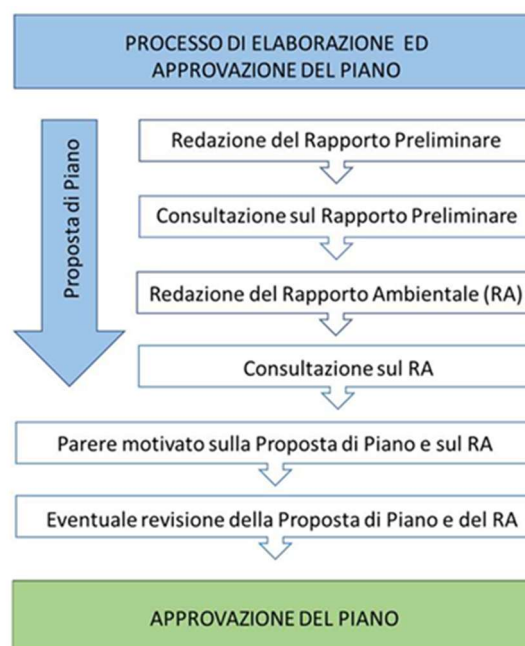 PROCESSO DI ELABORAZIONE ED
APPROVAZIONE DEL PIANO
Proposta di Piano
Redazione del Rapporto Preliminare
Consultazione sul Rapporto Preliminare
Redazione del Rapporto Ambientale (RA)
Consultazione sul RA
Parere motivato sulla Proposta di Piano e sul RA
Eventuale revisione della Proposta di Piano e del RA
APPROVAZIONE DEL PIANO